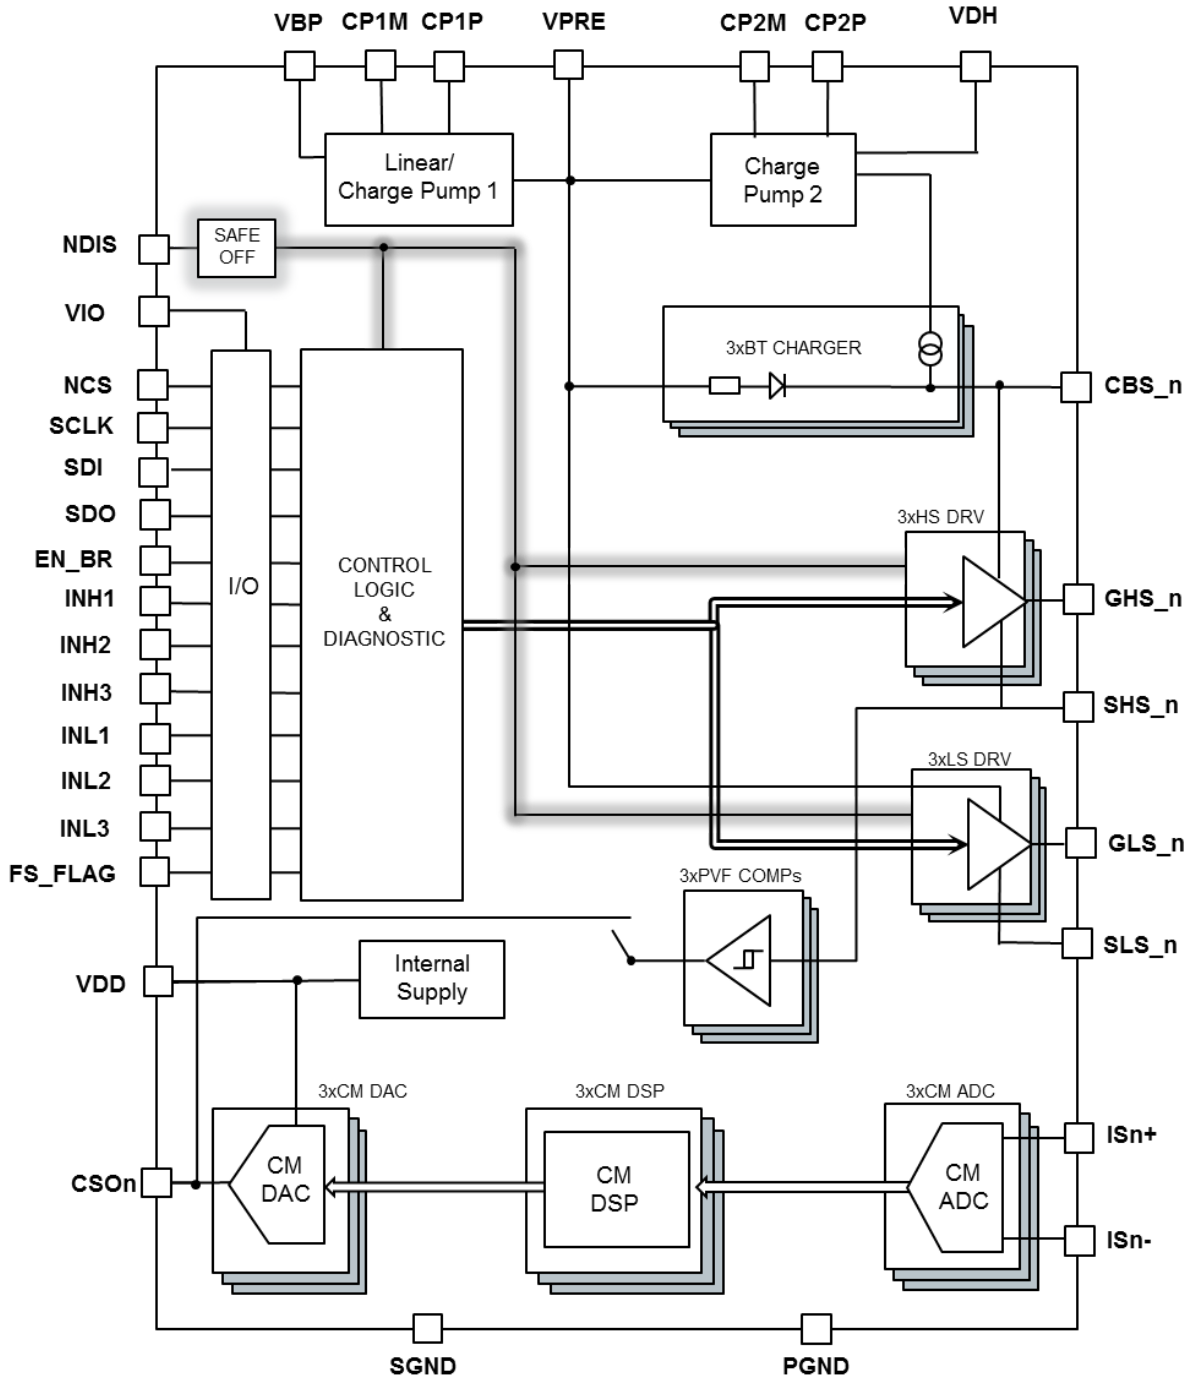 VBP
CP1M
CP1P
VPRE
CP2M
CP2P
VDH
Linear/
Charge Pump 1
Charge
Pump 2
NDIS
SAFE
OFF
VIO
3xBT CHARGER
NCS
CBS_n
SCLK
SDI
SDO
3xHS DRV
EN_BR
I/O
CONTROL
LOGIC
&
DIAGNOSTIC
INH1
GHS_n
INH2
INH3
SHS_n
INL1
3xLS DRV
INL2
INL3
GLS_n
FS_FLAG
3xPVF COMPs
SLS_n
VDD
Internal
Supply
3xCM DAC
3xCM DSP
3xCM ADC
ISn+
CSOn
CM
DAC
CM
DSP
CM
ADC
ISn-
SGND
PGND